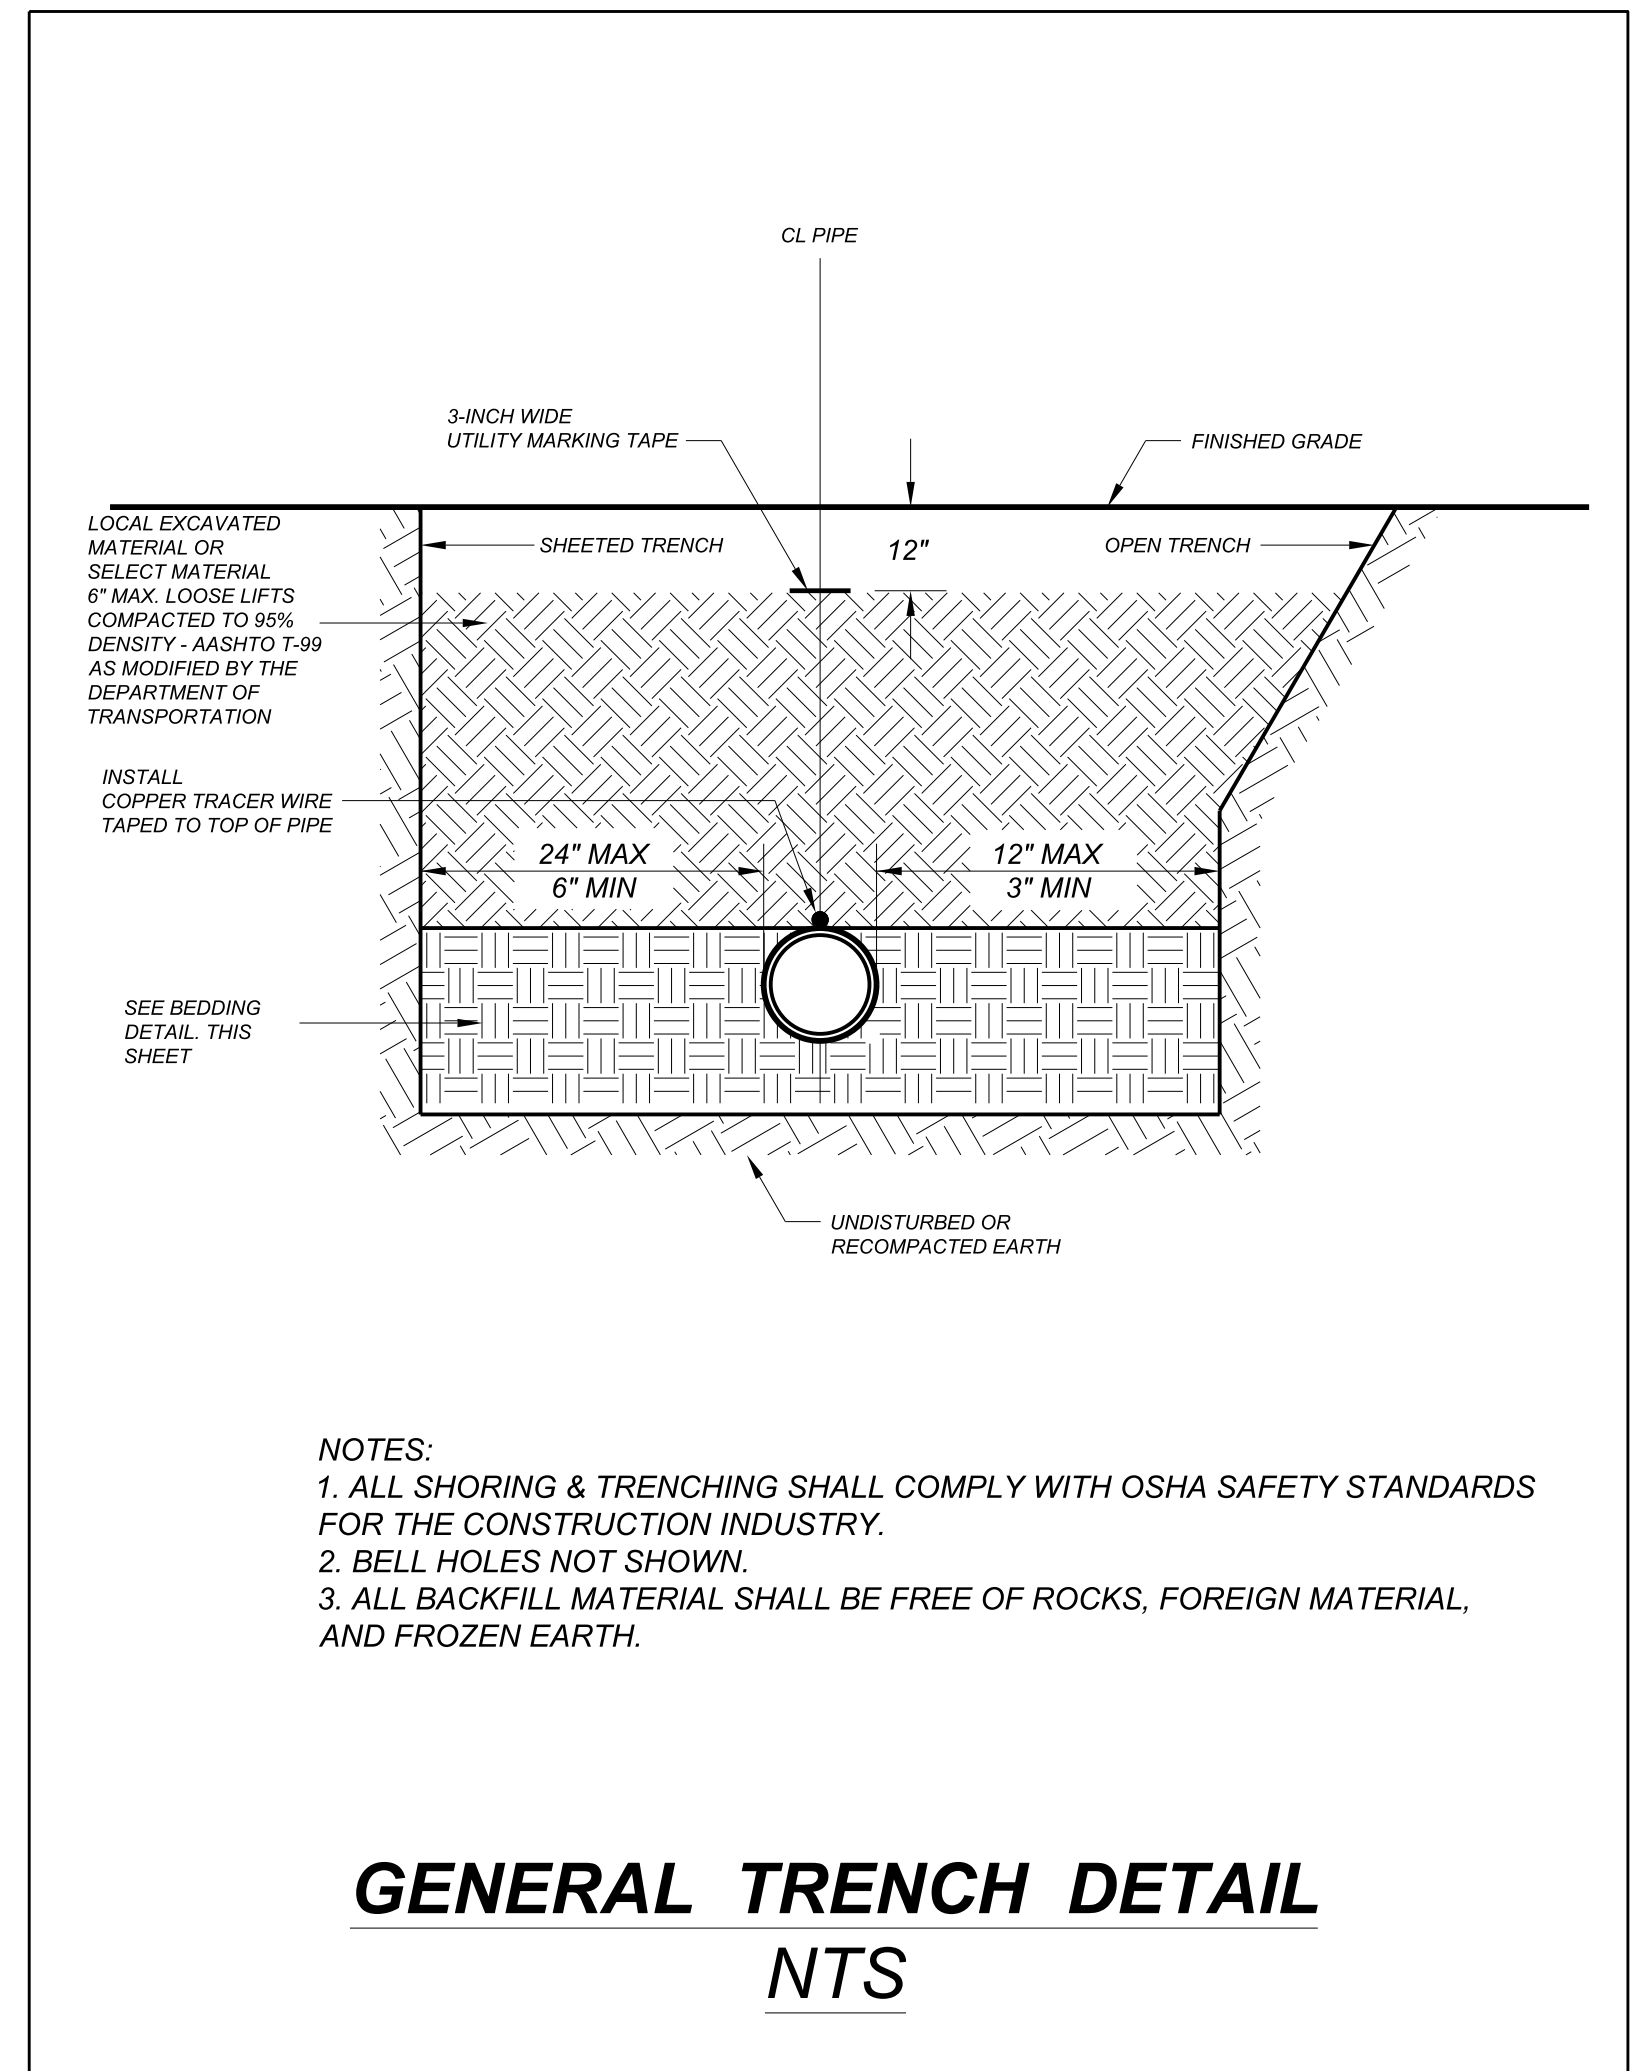 CL PIPE
3-INCH WIDE
UTILITY MARKING TAPE
FINISHED GRADE
LOCAL EXCAVATED
MATERIAL OR
SELECT MATERIAL
6" MAX. LOOSE LIFTS
COMPACTED TO 95%
DENSITY - AASHTO T-99
AS MODIFIED BY THE
DEPARTMENT OF
TRANSPORTATION
SHEETED TRENCH
12"
OPEN TRENCH
INSTALL
COPPER TRACER WIRE
TAPED TO TOP OF PIPE
24" MAX
6" MIN
12" MAX
3" MIN
SEE BEDDING
DETAIL. THIS
SHEET
UNDISTURBED OR
RECOMPACTED EARTH
NOTES:
1. ALL SHORING & TRENCHING SHALL COMPLY WITH OSHA SAFETY STANDARDS
FOR THE CONSTRUCTION INDUSTRY.
2. BELL HOLES NOT SHOWN.
3. ALL BACKFILL MATERIAL SHALL BE FREE OF ROCKS, FOREIGN MATERIAL,
AND FROZEN EARTH.
GENERAL TRENCH DETAIL
NTS